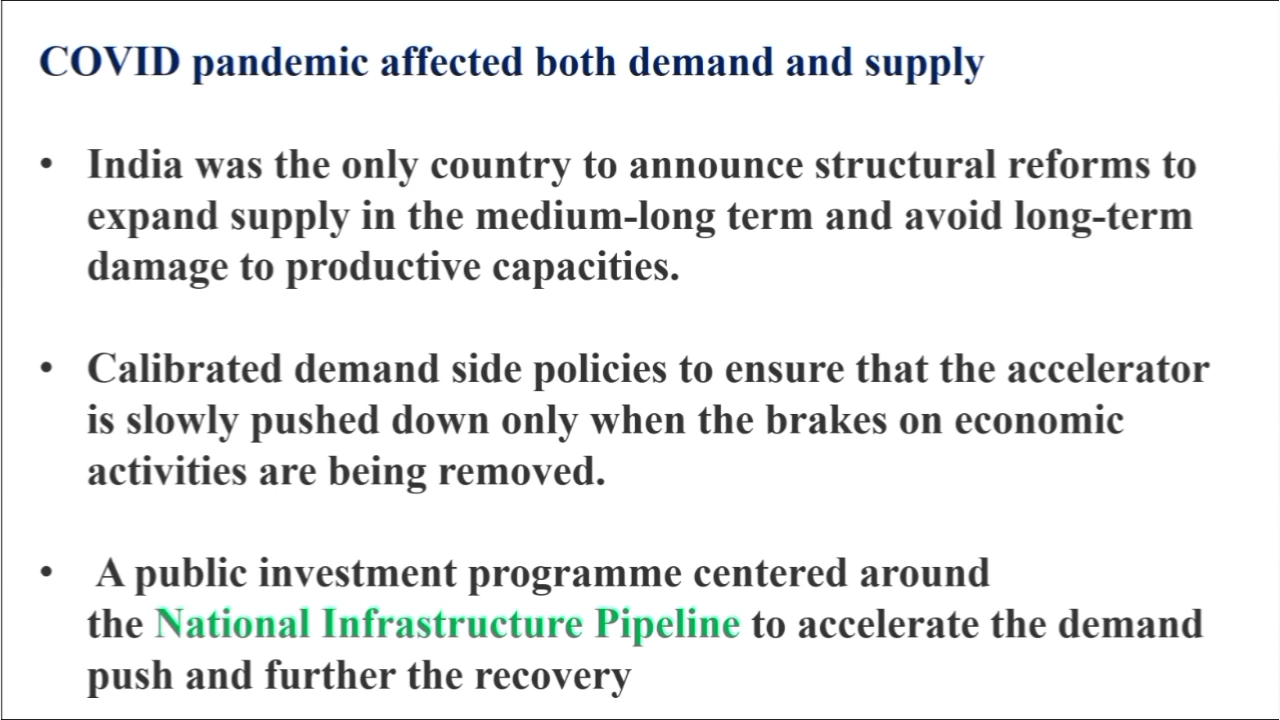 COVID pandemic affected both demand and supply
• India was the only country to announce structural reforms to
expand supply in the medium-long term and avoid long-term
damage to productive capacities.
• Calibrated demand side policies to ensure that the accelerator
is slowly pushed down only when the brakes on economic
activities are being removed.
• A public investment programme centered around
the National Infrastructure Pipeline to accelerate the demand
push and further the recovery